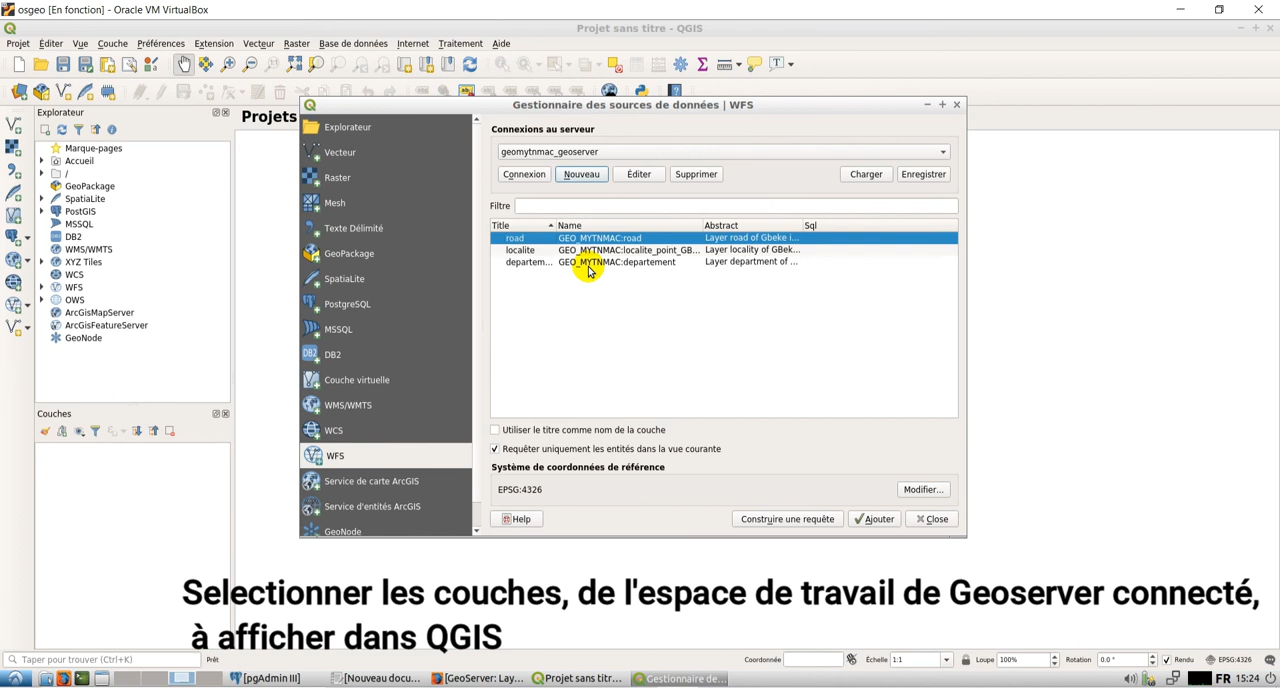 osgeo [En fonction] - Oracle VM VirtualBox
Projet sans titre - QGIS
Projet Éditer Vue Couche Préférences Extension Vecteur Raster Base de données Internet Traitement Aide
Explorateur
Marque-pages
Accueil
/
GeoPackage
SpatiaLite
PostGIS
MSSQL
DB2
WMS/WMTS
XYZ Tiles
WCS
WFS
OWS
ArcGisMapServer
ArcGisFeatureServer
GeoNode
Couches
Projets
Gestionnaire des sources de données | WFS
Explorateur
Vecteur
Raster
Mesh
Texte Délimité
GeoPackage
SpatiaLite
PostgreSQL
MSSQL
DB2
Couche virtuelle
WMS/WMTS
WCS
WFS
Service de carte ArcGIS
Service d'entités ArcGIS
GeoNode
Connexions au serveur
geomytnmac_geoserver
Connexion Nouveau Éditer Supprimer Charger Enregistrer
Filtre
Title Name Abstract Sql
road GEO_MYTNMAC:road Layer road of Gbeke i...
localite GEO_MYTNMAC:localite_point_GB... Layer locality of GBek...
departem... GEO_MYTNMAC:departement Layer department of ...
Utiliser le titre comme nom de la couche
Requêter uniquement les entités dans la vue courante
Système de coordonnées de référence
EPSG:4326 Modifier...
Help Construire une requête Ajouter Close
Selectionner les couches, de l'espace de travail de Geoserver connecté,
à afficher dans QGIS
Taper pour trouver (Ctrl+K) Prêt Coordonnée Échelle 1:1 Loupe 100% Rotation 0.0 ° Rendu EPSG:4326
[pgAdmin III] [Nouveau docu... [GeoServer: Lay... Projet sans titr... Gestionnaire de... FR 15:24